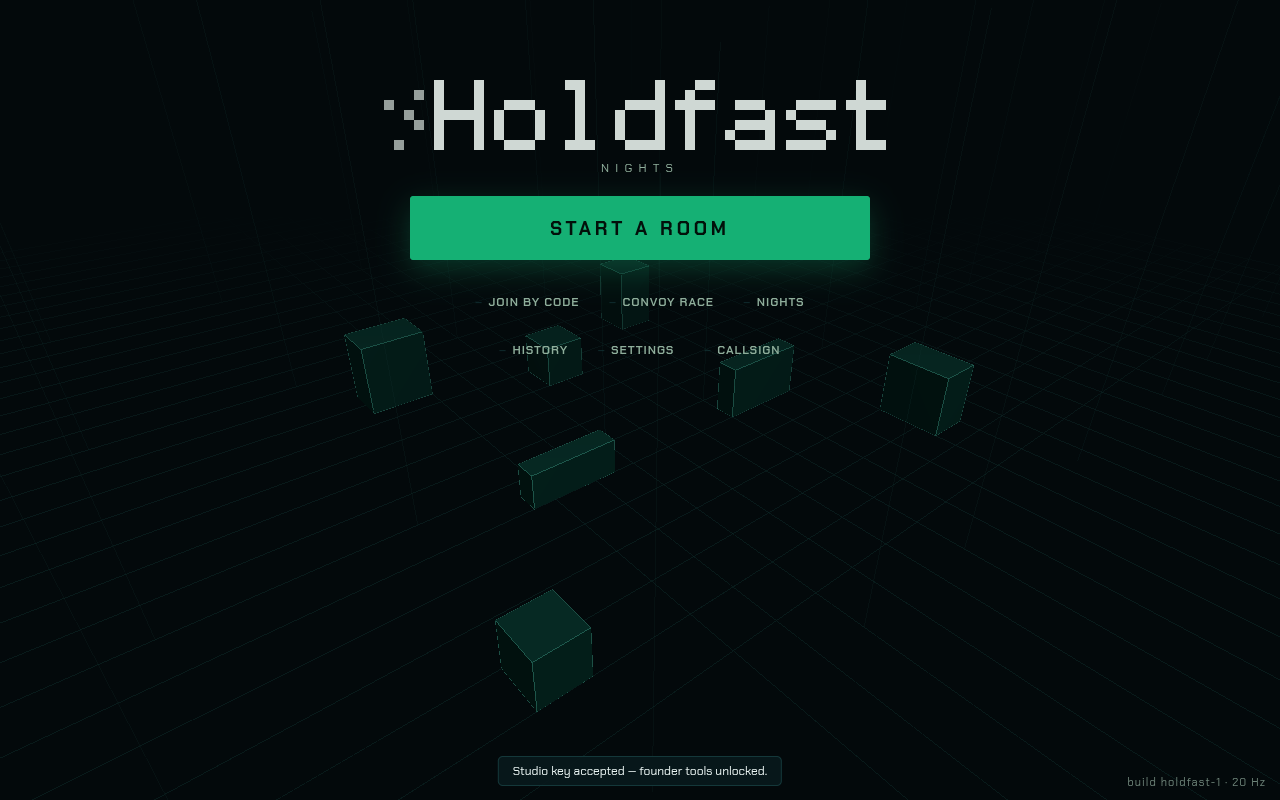 Holdfast
NIGHTS
START A ROOM
JOIN BY CODE CONVOY RACE NIGHTS
HISTORY SETTINGS CALLSIGN
Studio key accepted — founder tools unlocked.
build holdfast-1 · 20 Hz